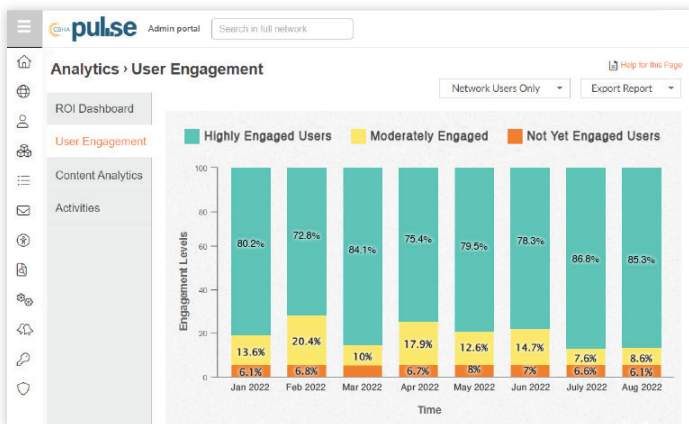 CBHA pulse Admin portal Search in full network
Analytics › User Engagement
Help for this Page
Network Users Only Export Report
ROI Dashboard
User Engagement
Content Analytics
Activities
Highly Engaged Users Moderately Engaged Not Yet Engaged Users
Engagement Levels
100
80
60
40
20
0
80.2% 72.8% 84.1% 75.4% 79.5% 78.3% 86.8% 85.3%
13.6% 20.4% 10% 17.9% 12.6% 14.7% 7.6% 8.6%
6.1% 6.8% 6.7% 8% 7% 6.6% 6.1%
Jan 2022 Feb 2022 Mar 2022 Apr 2022 May 2022 Jun 2022 July 2022 Aug 2022
Time